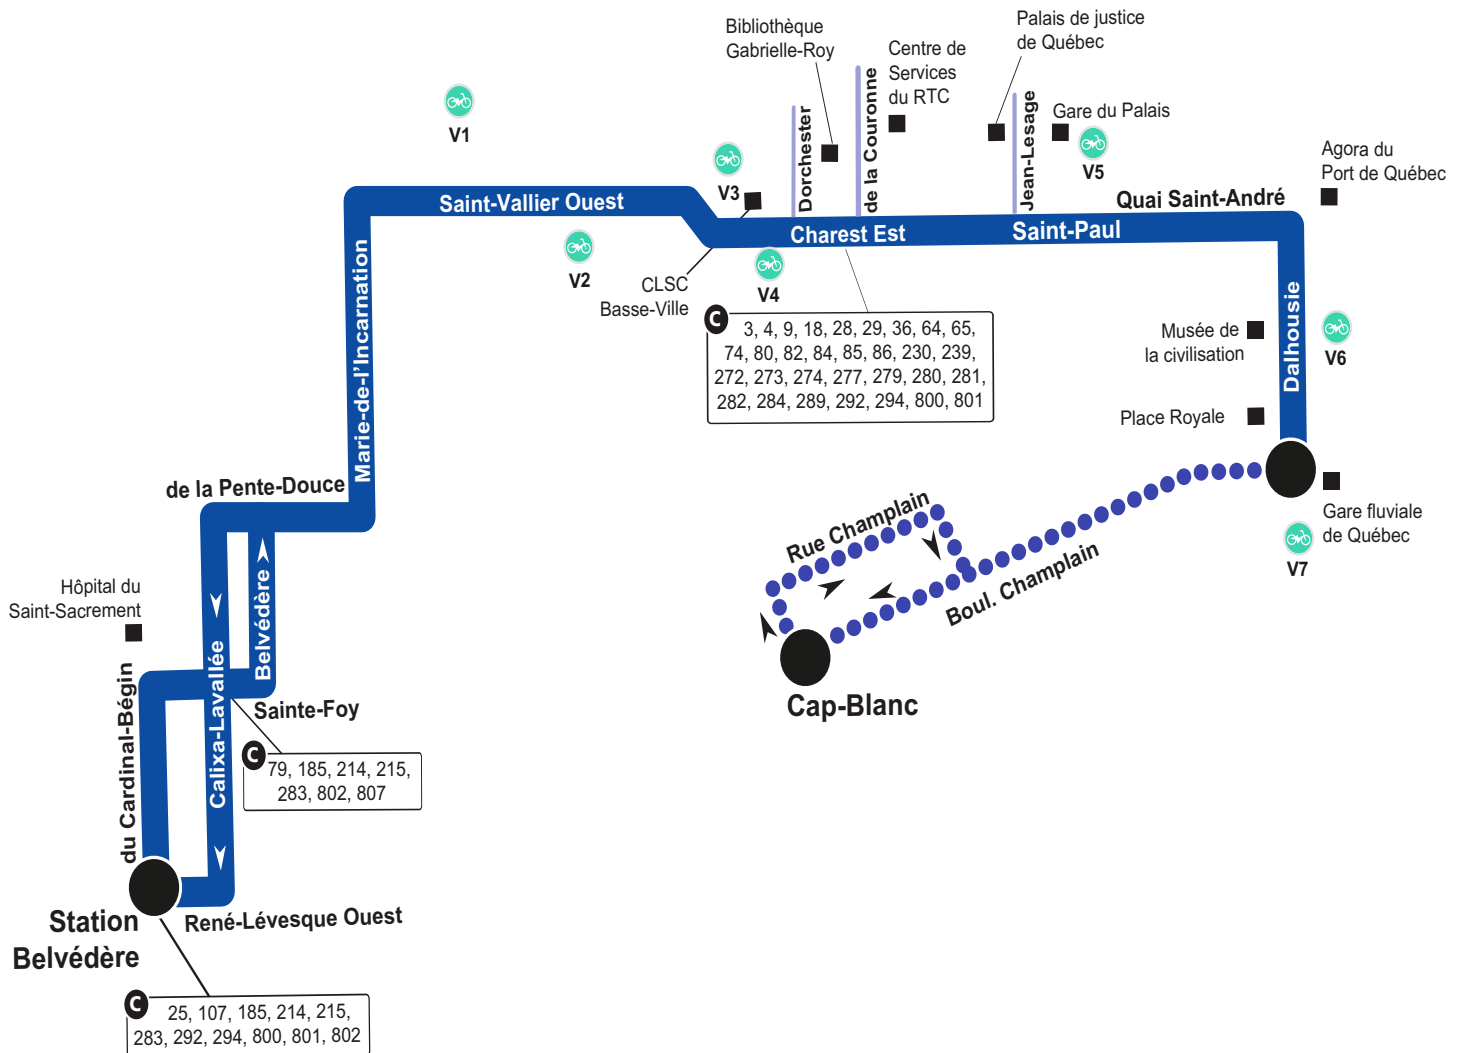 Bibliothèque
Gabrielle-Roy
Centre de
Services
du RTC
Palais de justice
de Québec
Gare du Palais
Agora du
Port de Québec
V1
V2
V3
V4
V5
V6
V7
Dorchester
de la Couronne
Jean-Lesage
Saint-Vallier Ouest
Charest Est
Saint-Paul
Quai Saint-André
Dalhousie
Marie-de-l'Incarnation
CLSC
Basse-Ville
C
3, 4, 9, 18, 28, 29, 36, 64, 65,
74, 80, 82, 84, 85, 86, 230, 239,
272, 273, 274, 277, 279, 280, 281,
282, 284, 289, 292, 294, 800, 801
Musée de
la civilisation
Place Royale
Gare fluviale
de Québec
Rue Champlain
Boul. Champlain
Cap-Blanc
de la Pente-Douce
Belvédère
Calixa-Lavallée
Hôpital du
Saint-Sacrement
du Cardinal-Bégin
Sainte-Foy
C
79, 185, 214, 215,
283, 802, 807
Station
Belvédère
René-Lévesque Ouest
C
25, 107, 185, 214, 215,
283, 292, 294, 800, 801, 802